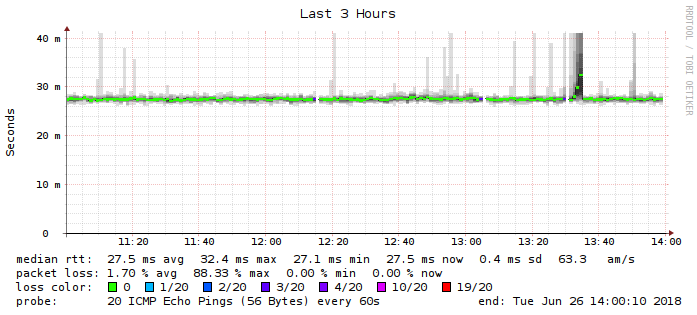 Last 3 Hours
RRDTOOL / TOBI OETIKER
Seconds
40 m
30 m
20 m
10 m
0
11:20 11:40 12:00 12:20 12:40 13:00 13:20 13:40 14:00
median rtt: 27.5 ms avg 32.4 ms max 27.1 ms min 27.5 ms now 0.4 ms sd 63.3 am/s
packet loss: 1.70 % avg 88.33 % max 0.00 % min 0.00 % now
loss color: 0 1/20 2/20 3/20 4/20 10/20 19/20
probe: 20 ICMP Echo Pings (56 Bytes) every 60s end: Tue Jun 26 14:00:10 2018